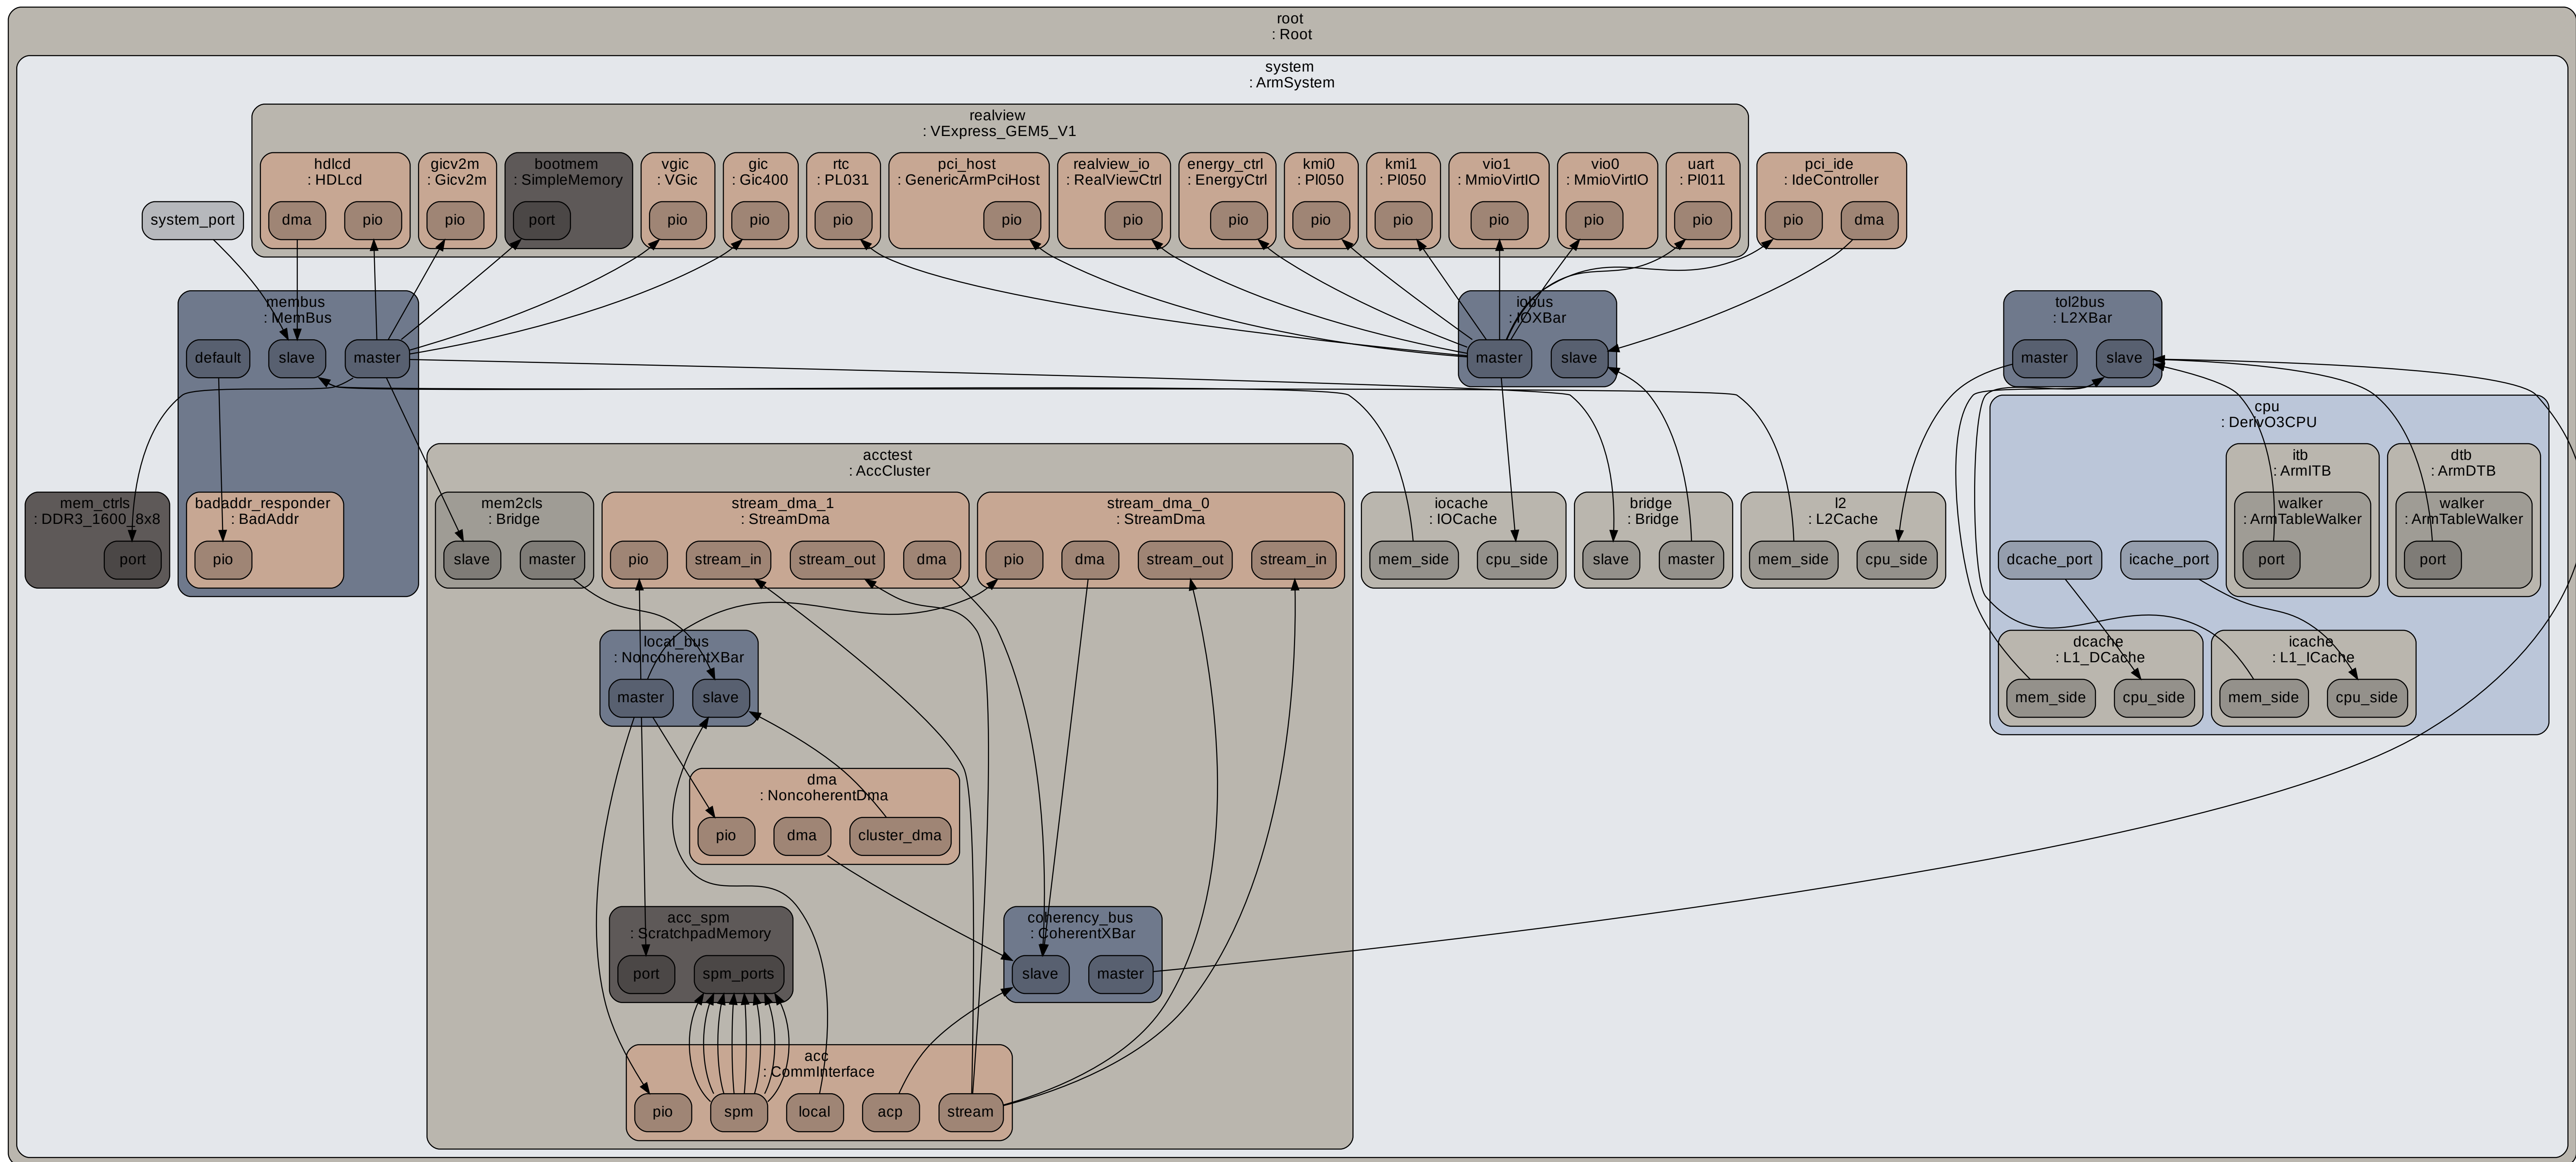 root
: Root
system
: ArmSystem
realview
: VExpress_GEM5_V1
hdlcd
: HDLcd
dma
pio
gicv2m
: Gicv2m
pio
bootmem
: SimpleMemory
port
vgic
: VGic
pio
gic
: Gic400
pio
rtc
: PL031
pio
pci_host
: GenericArmPciHost
pio
realview_io
: RealViewCtrl
pio
energy_ctrl
: EnergyCtrl
pio
kmi0
: Pl050
pio
kmi1
: Pl050
pio
vio1
: MmioVirtIO
pio
vio0
: MmioVirtIO
pio
uart
: Pl011
pio
pci_ide
: IdeController
pio
dma
system_port
membus
: MemBus
default
slave
master
badaddr_responder
: BadAddr
pio
iobus
: IOXBar
master
slave
tol2bus
: L2XBar
master
slave
mem_ctrls
: DDR3_1600_8x8
port
acctest
: AccCluster
mem2cls
: Bridge
slave
master
stream_dma_1
: StreamDma
pio
stream_in
stream_out
dma
stream_dma_0
: StreamDma
pio
dma
stream_out
stream_in
local_bus
: NoncoherentXBar
master
slave
dma
: NoncoherentDma
pio
dma
cluster_dma
acc_spm
: ScratchpadMemory
port
spm_ports
coherency_bus
: CoherentXBar
slave
master
acc
: CommInterface
pio
spm
local
acp
stream
iocache
: IOCache
mem_side
cpu_side
bridge
: Bridge
slave
master
l2
: L2Cache
mem_side
cpu_side
cpu
: DerivO3CPU
dcache_port
icache_port
itb
: ArmITB
walker
: ArmTableWalker
port
dtb
: ArmDTB
walker
: ArmTableWalker
port
dcache
: L1_DCache
mem_side
cpu_side
icache
: L1_ICache
mem_side
cpu_side